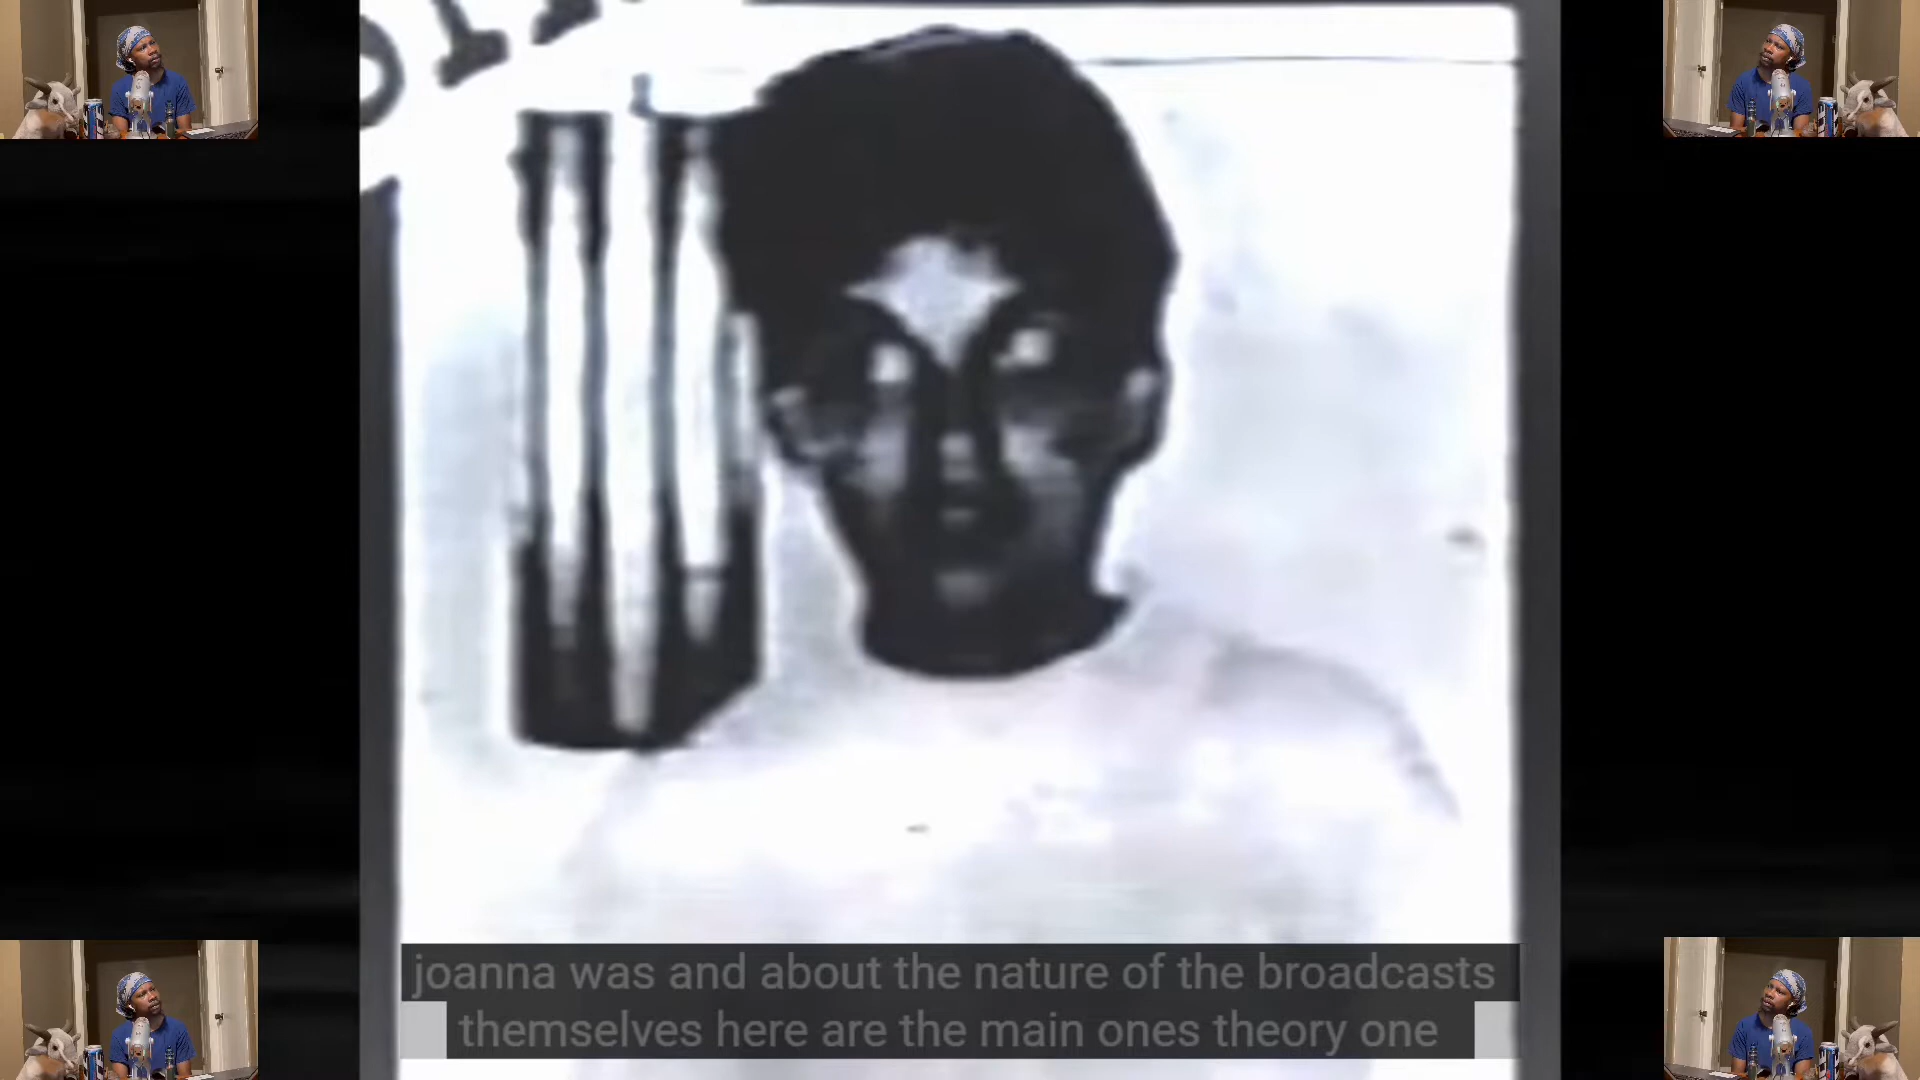 joanna was and about the nature of the broadcasts
themselves here are the main ones theory one